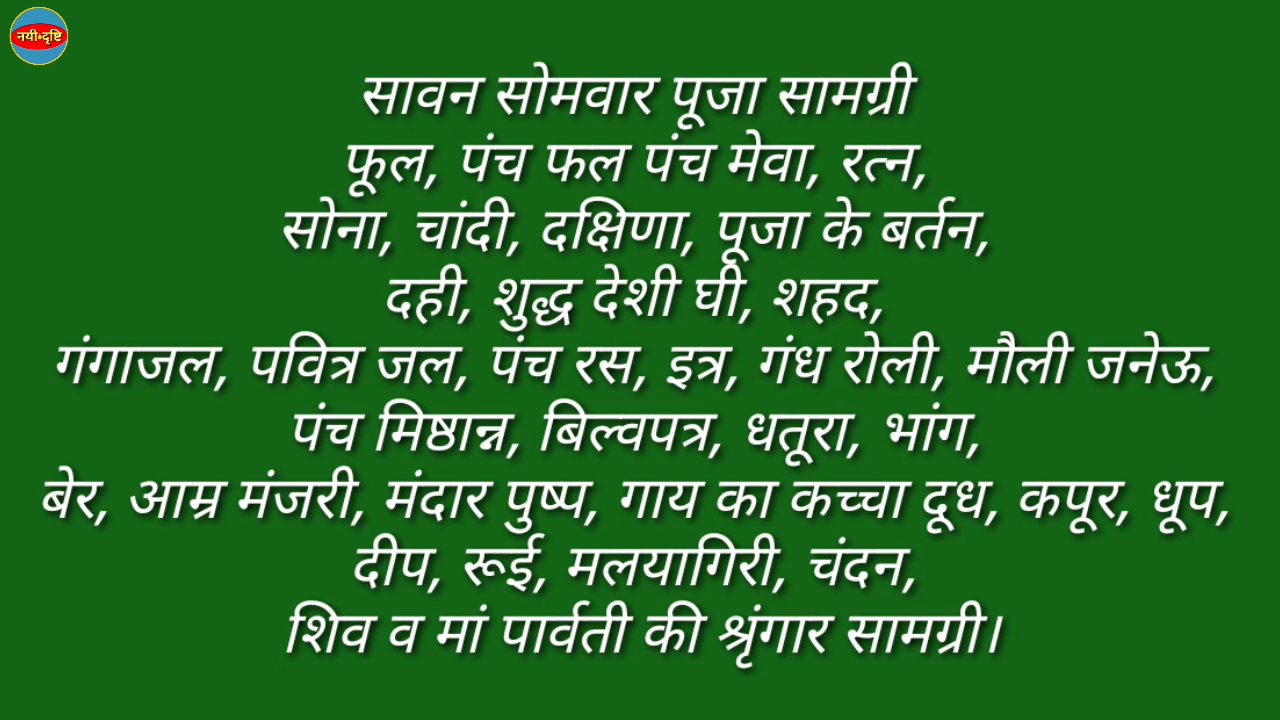 नयी•दृष्टि
सावन सोमवार पूजा सामग्री
फूल, पंच फल पंच मेवा, रत्न,
सोना, चांदी, दक्षिणा, पूजा के बर्तन,
दही, शुद्ध देशी घी, शहद,
गंगाजल, पवित्र जल, पंच रस, इत्र, गंध रोली, मौली जनेऊ,
पंच मिष्ठान्न, बिल्वपत्र, धतूरा, भांग,
बेर, आम्र मंजरी, मंदार पुष्प, गाय का कच्चा दूध, कपूर, धूप,
दीप, रूई, मलयागिरी, चंदन,
शिव व मां पार्वती की श्रृंगार सामग्री।